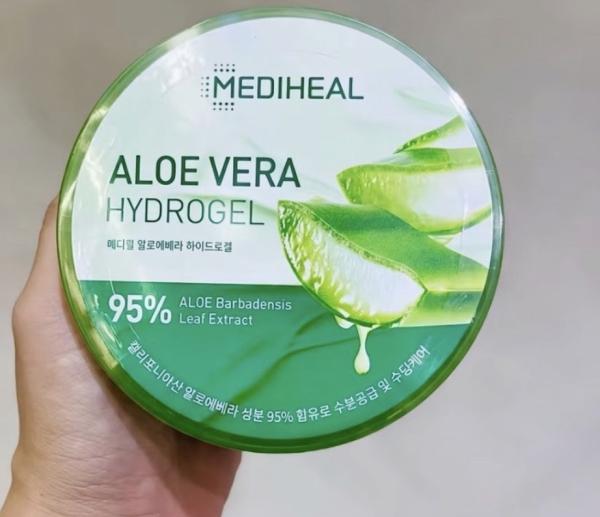 MEDIHEAL
ALOE VERA
HYDROGEL
메디힐 알로에베라 하이드로겔
95%
ALOE Barbadensis
Leaf Extract
캘리포니아산 알로에베라 성분 95% 함유로 수분공급 및 수딩케어